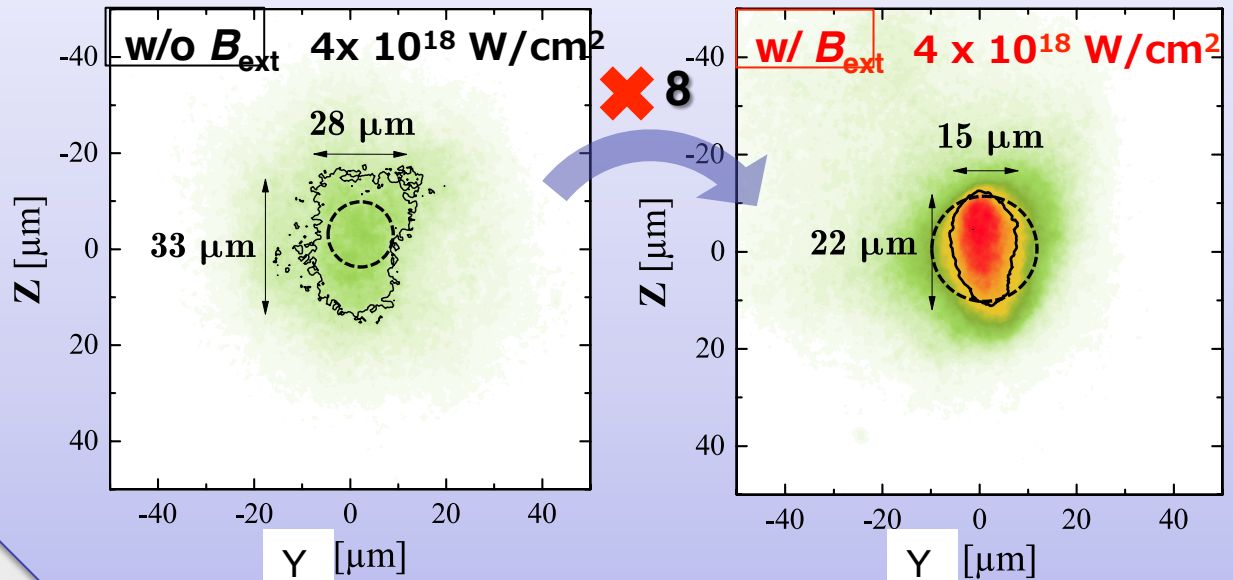 w/o B_ext 4x 10¹⁸ W/cm²
28 µm
33 µm
-40
-20
0
20
40
Z [µm]
-40 -20 0 20 40
Y [µm]
8
w/ B_ext 4 x 10¹⁸ W/cm²
15 µm
22 µm
-40
-20
0
20
40
Z [µm]
-40 -20 0 20 40
Y [µm]